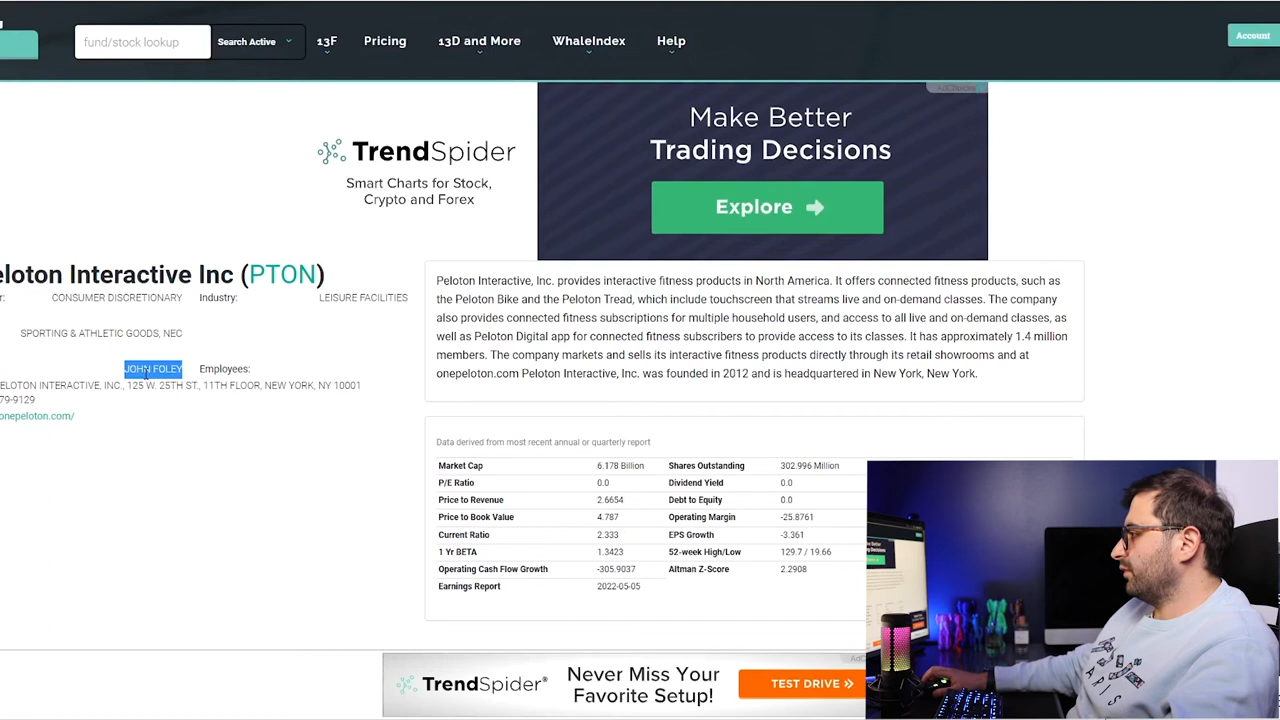 fund/stock lookup
Search Active
13F
Pricing
13D and More
WhaleIndex
Help
Account
AdChoices
TrendSpider
Smart Charts for Stock,
Crypto and Forex
Make Better
Trading Decisions
Explore
eloton Interactive Inc (PTON)
r:
CONSUMER DISCRETIONARY
Industry:
LEISURE FACILITIES
SPORTING & ATHLETIC GOODS, NEC
JOHN FOLEY
Employees:
ELOTON INTERACTIVE, INC., 125 W. 25TH ST., 11TH FLOOR, NEW YORK, NY 10001
79-9129
onepeloton.com/
Peloton Interactive, Inc. provides interactive fitness products in North America. It offers connected fitness products, such as
the Peloton Bike and the Peloton Tread, which include touchscreen that streams live and on-demand classes. The company
also provides connected fitness subscriptions for multiple household users, and access to all live and on-demand classes, as
well as Peloton Digital app for connected fitness subscribers to provide access to its classes. It has approximately 1.4 million
members. The company markets and sells its interactive fitness products directly through its retail showrooms and at
onepeloton.com Peloton Interactive, Inc. was founded in 2012 and is headquartered in New York, New York.
Data derived from most recent annual or quarterly report
Market Cap 6.178 Billion Shares Outstanding 302.996 Million
P/E Ratio 0.0 Dividend Yield 0.0
Price to Revenue 2.6654 Debt to Equity 0.0
Price to Book Value 4.787 Operating Margin -25.8761
Current Ratio 2.333 EPS Growth -3.361
1 Yr BETA 1.3423 52-week High/Low 129.7 / 19.66
Operating Cash Flow Growth -305.9037 Altman Z-Score 2.2908
Earnings Report 2022-05-05
TrendSpider®
Never Miss Your
Favorite Setup!
TEST DRIVE